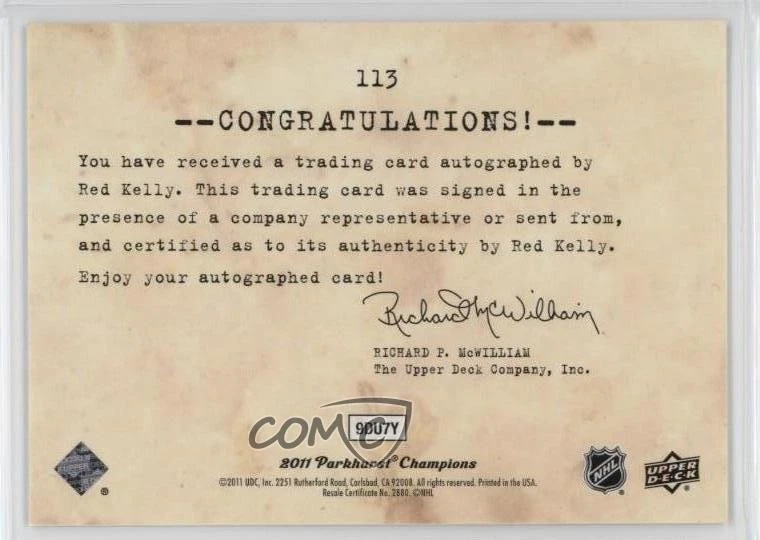 113
--CONGRATULATIONS!--
You have received a trading card autographed by
Red Kelly. This trading card was signed in the
presence of a company representative or sent from,
and certified as to its authenticity by Red Kelly.
Enjoy your autographed card!
Richard McWilliam
RICHARD P. McWILLIAM
The Upper Deck Company, Inc.
COMC
9DU7Y
2011 Parkhurst® Champions
©2011 UDC, Inc. 2251 Rutherford Road, Carlsbad, CA 92008. All rights reserved. Printed in the USA.
Resale Certificate No. 2880. ©NHL
®
NHL
®
UPPER
D·E·C·K
®